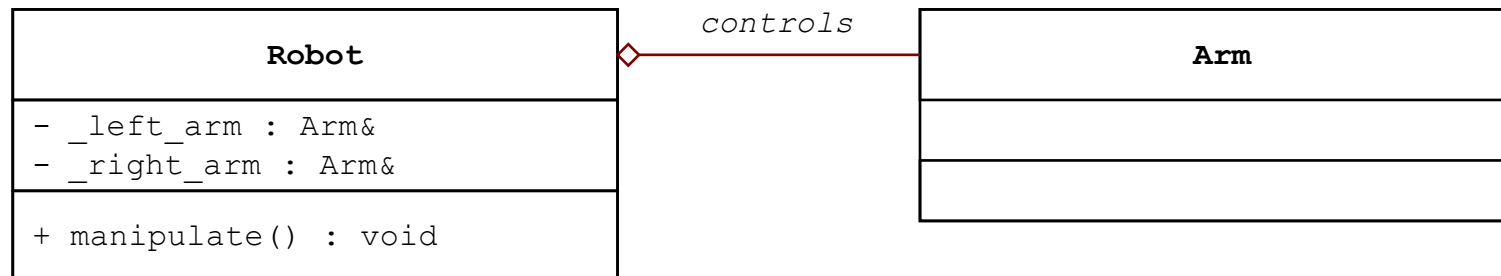 controls
Robot
Arm
- _left_arm : Arm&
- _right_arm : Arm&
+ manipulate() : void